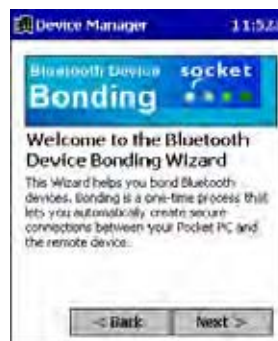 Device Manager 11:52
Bluetooth Device socket
Bonding
Welcome to the Bluetooth
Device Bonding Wizard
This Wizard helps you bond Bluetooth
devices. Bonding is a one-time process that
lets you automatically create secure
connections between your Pocket PC and
the remote device.
< Back Next >